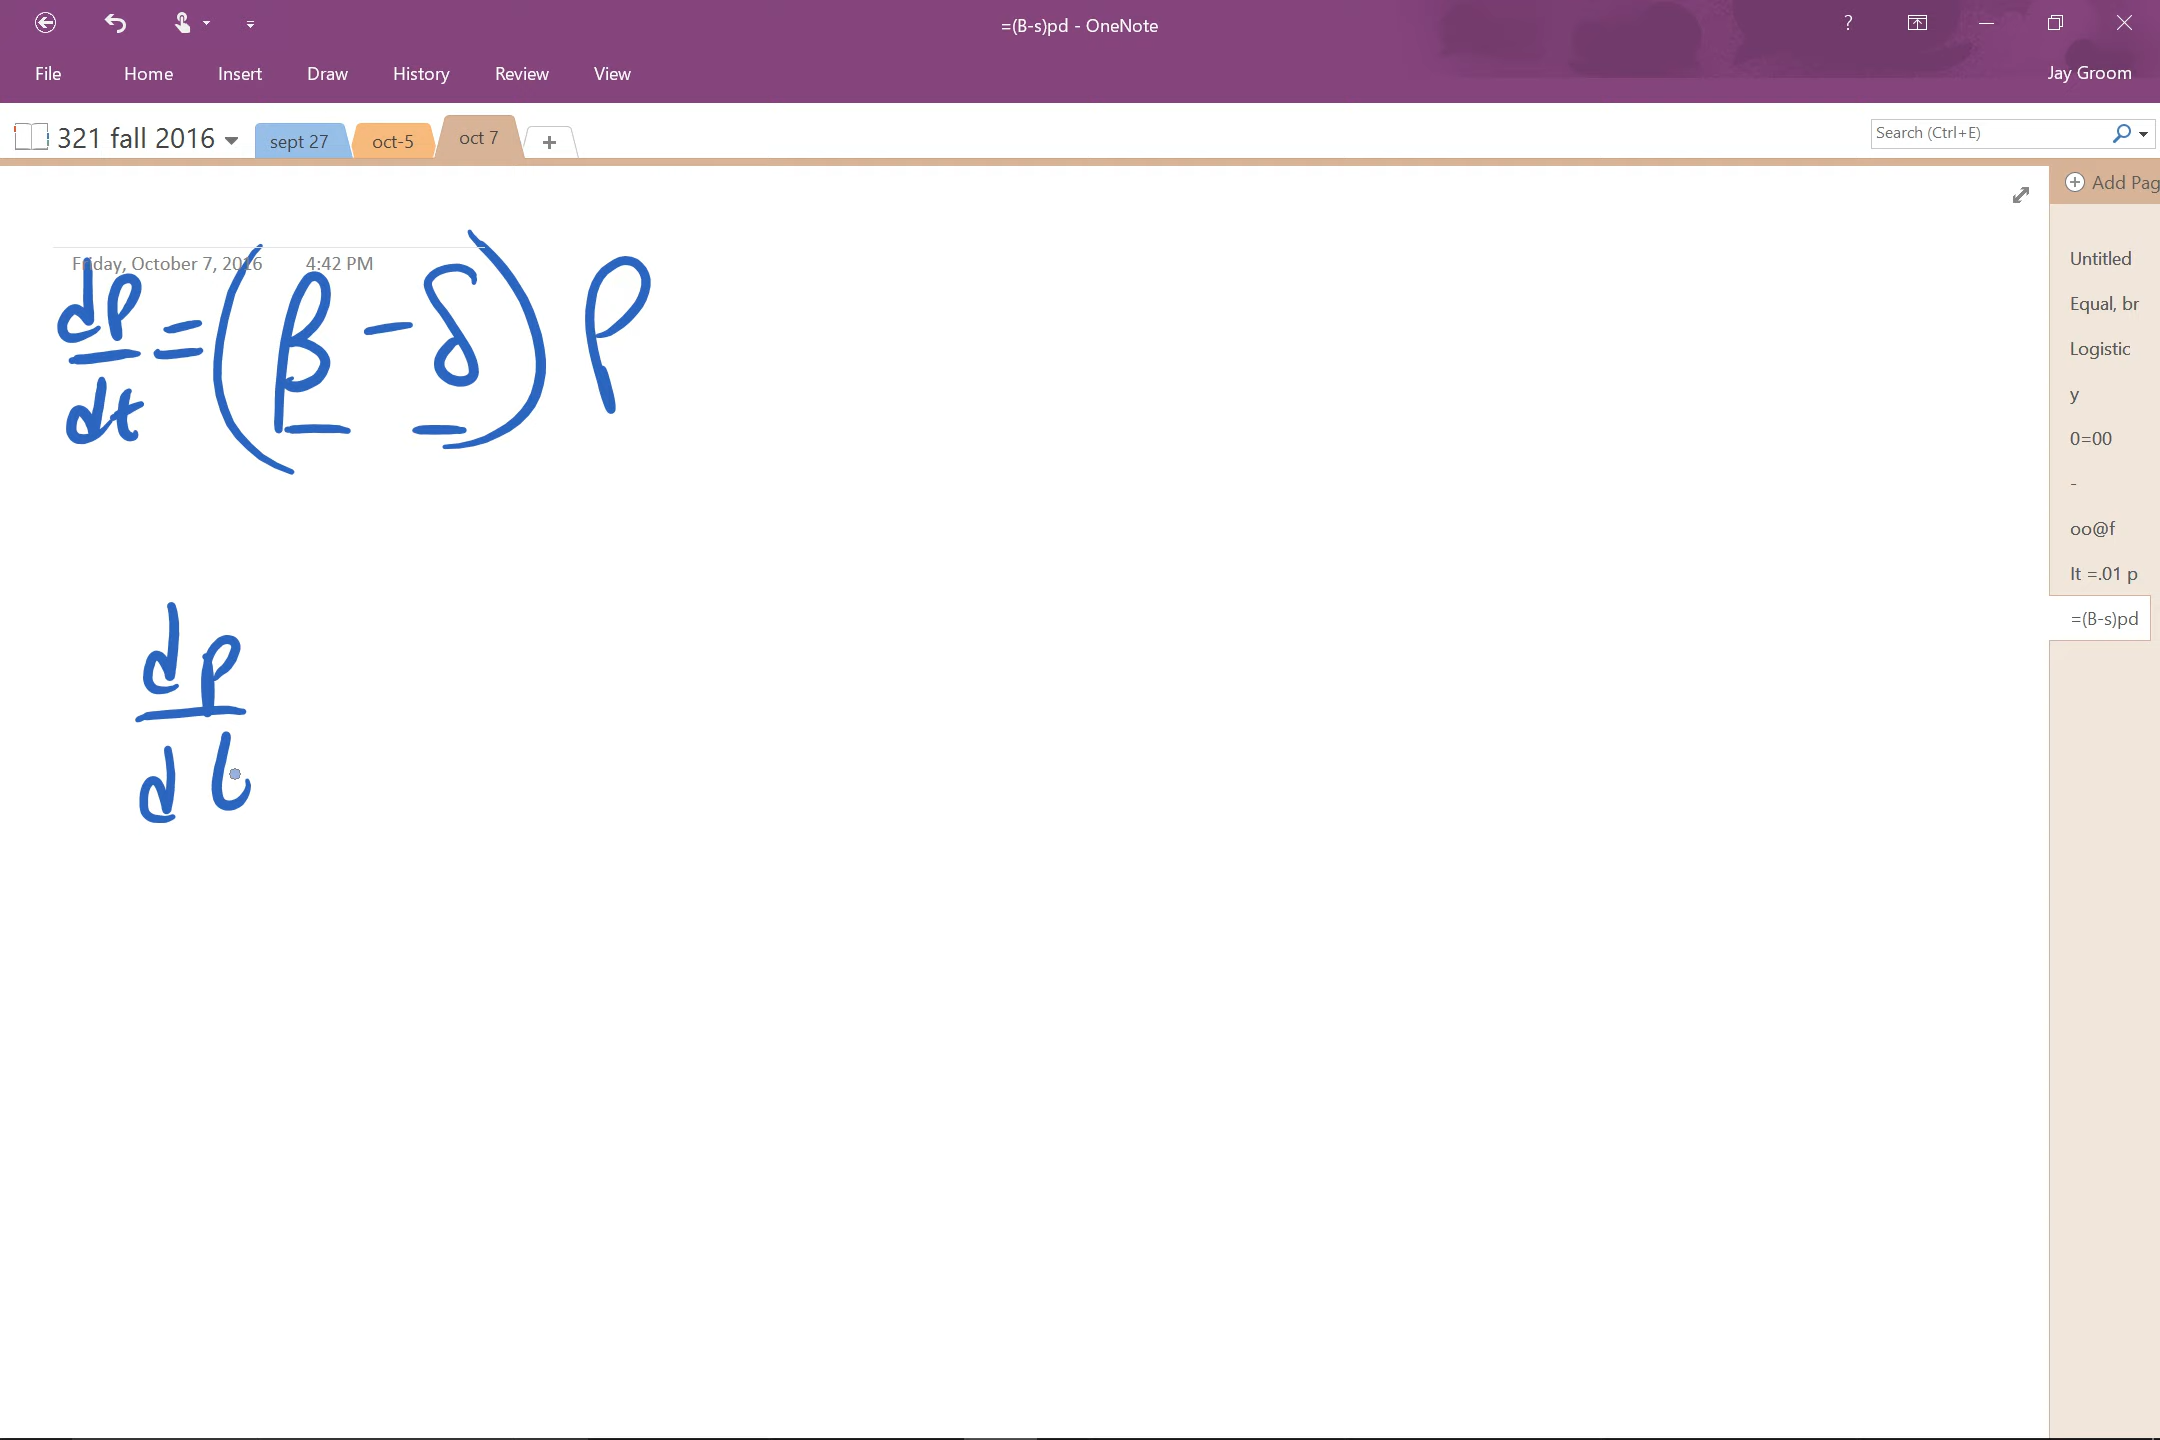 =(B-s)pd - OneNote
?
File Home Insert Draw History Review View
Jay Groom
321 fall 2016 sept 27 oct-5 oct 7 +
Search (Ctrl+E)
Add Pag
Friday, October 7, 2016 4:42 PM
dp/dt = (β - δ) p
dp
d
Untitled
Equal, br
Logistic
y
0=00
-
oo@f
It =.01 p
=(B-s)pd